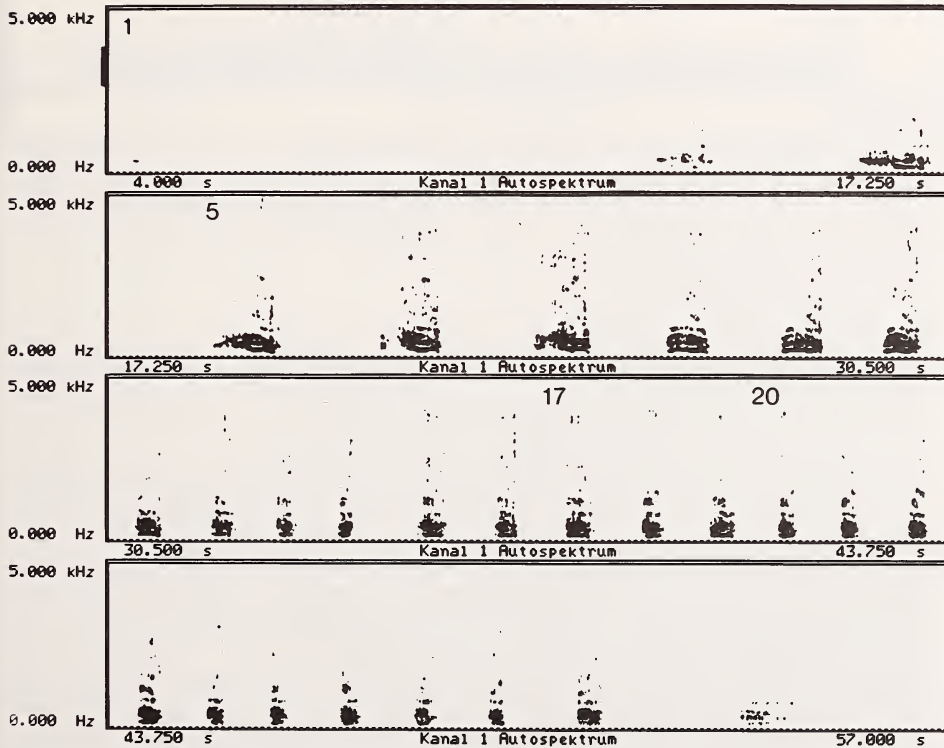 5.000 kHz
1
0.000 Hz
4.000 s Kanal 1 Autospektrum 17.250 s
5.000 kHz
5
0.000 Hz
17.250 s Kanal 1 Autospektrum 30.500 s
5.000 kHz
17 20
0.000 Hz
30.500 s Kanal 1 Autospektrum 43.750 s
5.000 kHz
0.000 Hz
43.750 s Kanal 1 Autospektrum 57.000 s